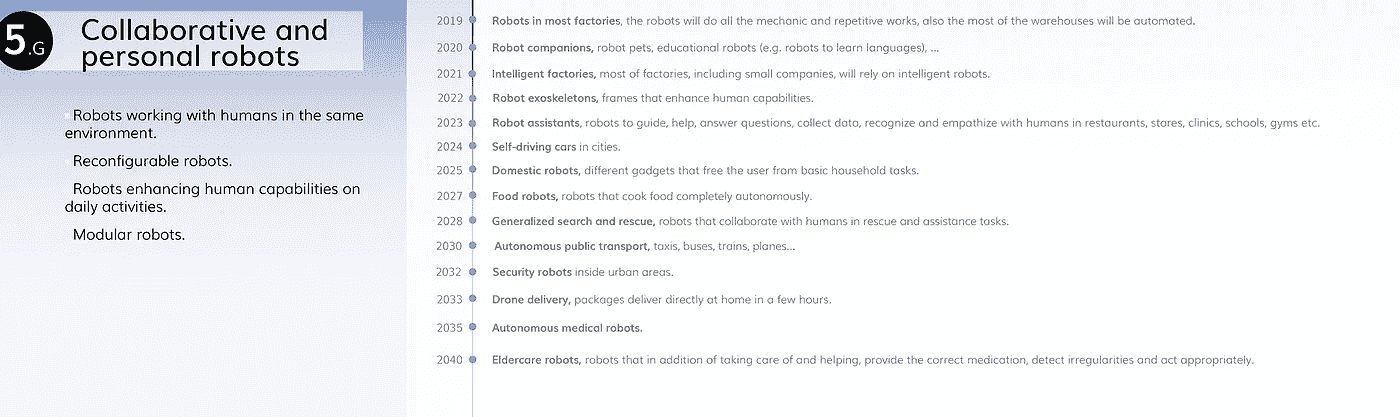 5.G
Collaborative and
personal robots
Robots working with humans in the same
environment.
Reconfigurable robots.
Robots enhancing human capabilities on
daily activities.
Modular robots.
2019 Robots in most factories, the robots will do all the mechanic and repetitive works, also the most of the warehouses will be automated.
2020 Robot companions, robot pets, educational robots (e.g. robots to learn languages), ...
2021 Intelligent factories, most of factories, including small companies, will rely on intelligent robots.
2022 Robot exoskeletons, frames that enhance human capabilities.
2023 Robot assistants, robots to guide, help, answer questions, collect data, recognize and empathize with humans in restaurants, stores, clinics, schools, gyms etc.
2024 Self-driving cars in cities.
2025 Domestic robots, different gadgets that free the user from basic household tasks.
2027 Food robots, robots that cook food completely autonomously.
2028 Generalized search and rescue, robots that collaborate with humans in rescue and assistance tasks.
2030 Autonomous public transport, taxis, buses, trains, planes...
2032 Security robots inside urban areas.
2033 Drone delivery, packages deliver directly at home in a few hours.
2035 Autonomous medical robots.
2040 Eldercare robots, robots that in addition of taking care of and helping, provide the correct medication, detect irregularities and act appropriately.